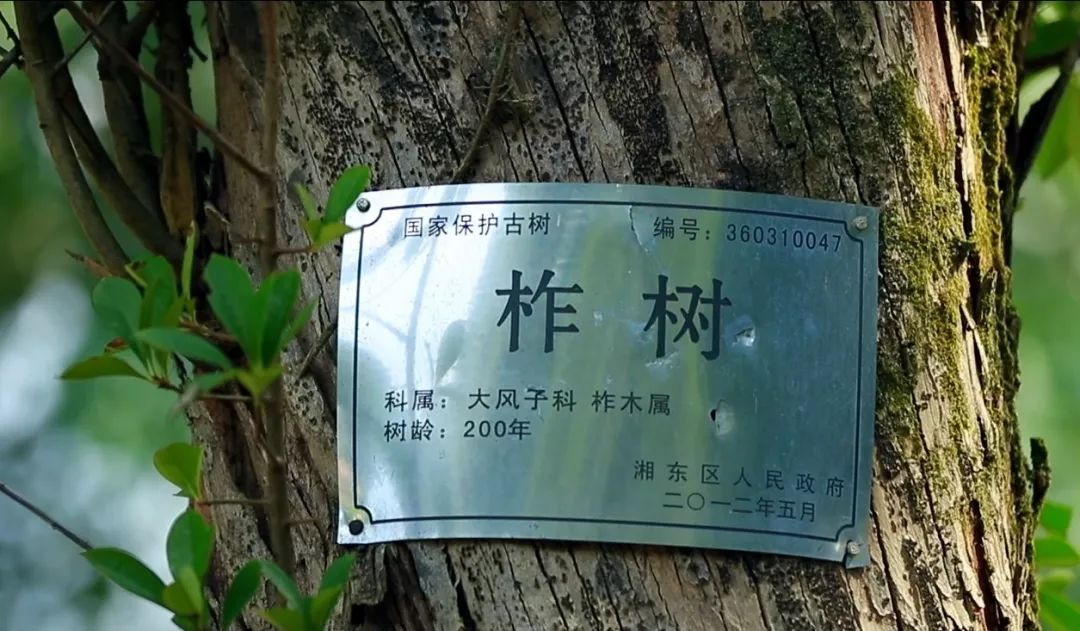 国家保护古树 编号：360310047
柞树
科属：大风子科 柞木属
树龄：200年
湘东区人民政府
二〇一二年五月